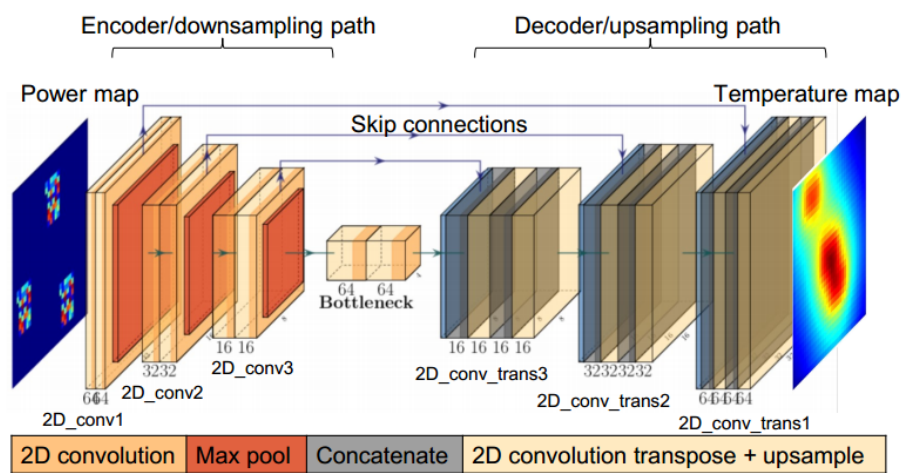 Encoder/downsampling path
Decoder/upsampling path
Power map
Temperature map
Skip connections
64 64
Bottleneck
16 16
16 16 16 16
2D_conv3
2D_conv_trans3
3232
32323232
2D_conv2
2D_conv_trans2
6464
64646464
2D_conv1
2D_conv_trans1
2D convolution
Max pool
Concatenate
2D convolution transpose + upsample